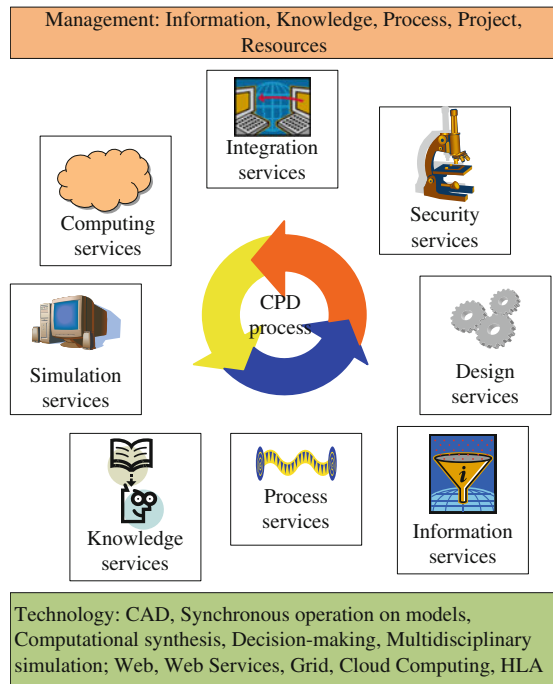 Management: Information, Knowledge, Process, Project,
Resources
Integration
services
Computing
services
Security
services
CPD
process
Simulation
services
Design
services
Knowledge
services
Process
services
i
Information
services
Technology: CAD, Synchronous operation on models,
Computational synthesis, Decision-making, Multidisciplinary
simulation; Web, Web Services, Grid, Cloud Computing, HLA